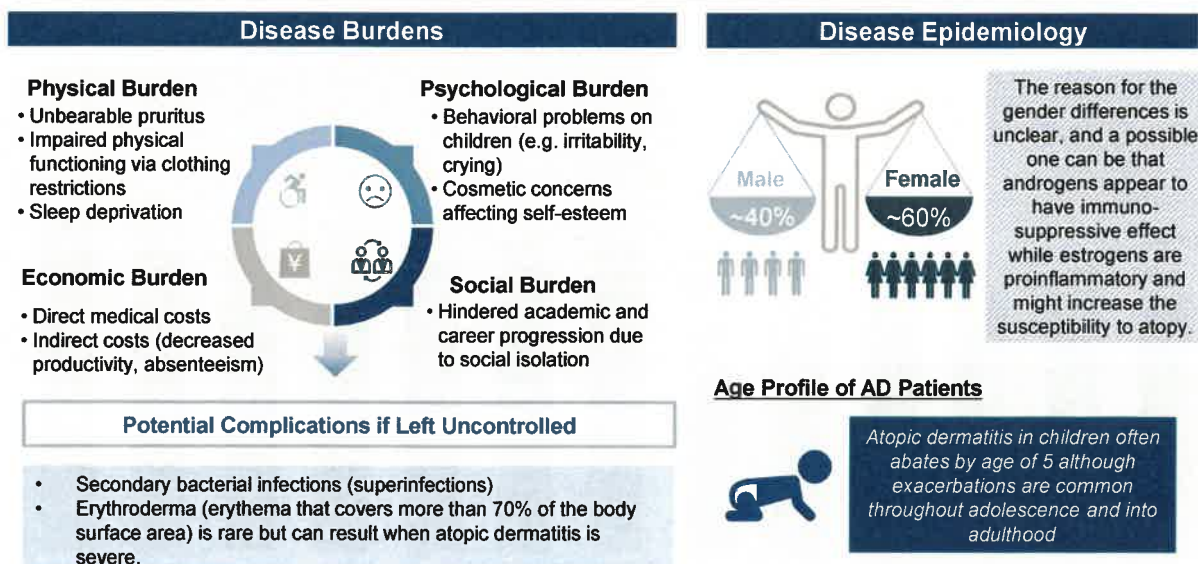 Disease Burdens
Physical Burden
• Unbearable pruritus
• Impaired physical
functioning via clothing
restrictions
• Sleep deprivation
Psychological Burden
• Behavioral problems on
children (e.g. irritability,
crying)
• Cosmetic concerns
affecting self-esteem
Economic Burden
• Direct medical costs
• Indirect costs (decreased
productivity, absenteeism)
¥
Social Burden
• Hindered academic and
career progression due
to social isolation
Potential Complications if Left Uncontrolled
• Secondary bacterial infections (superinfections)
• Erythroderma (erythema that covers more than 70% of the body
surface area) is rare but can result when atopic dermatitis is
severe.
Disease Epidemiology
Male
~40%
Female
~60%
The reason for the
gender differences is
unclear, and a possible
one can be that
androgens appear to
have immuno-
suppressive effect
while estrogens are
proinflammatory and
might increase the
susceptibility to atopy.
Age Profile of AD Patients
Atopic dermatitis in children often
abates by age of 5 although
exacerbations are common
throughout adolescence and into
adulthood